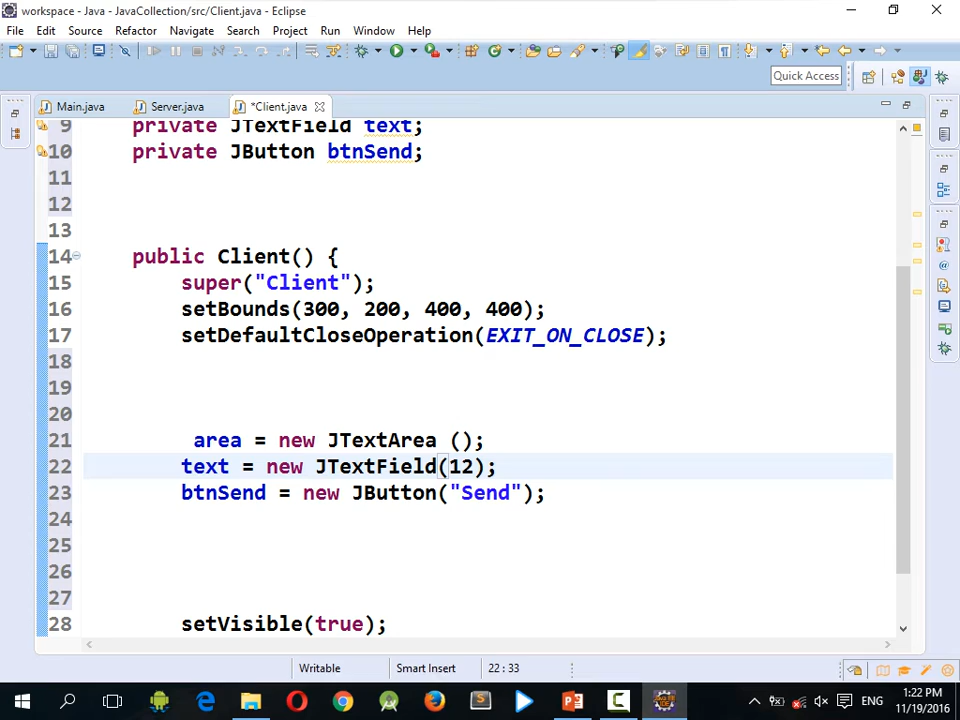 workspace - Java - JavaCollection/src/Client.java - Eclipse
File Edit Source Refactor Navigate Search Project Run Window Help
Quick Access
Main.java Server.java *Client.java
9 private JTextField text;
10 private JButton btnSend;
11
12
13
14 public Client() {
15 super("Client");
16 setBounds(300, 200, 400, 400);
17 setDefaultCloseOperation(EXIT_ON_CLOSE);
18
19
20
21 area = new JTextArea ();
22 text = new JTextField(12);
23 btnSend = new JButton("Send");
24
25
26
27
28 setVisible(true);
Writable Smart Insert 22 : 33
ENG
1:22 PM
11/19/2016